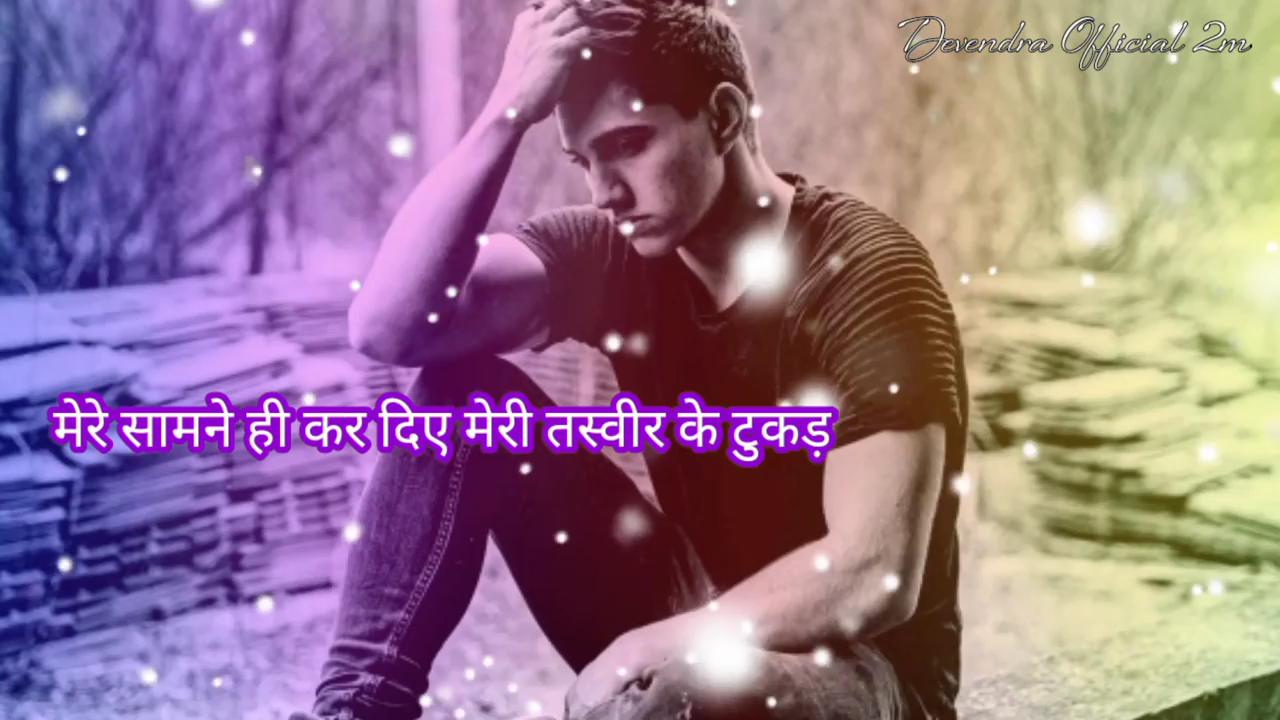 Devendra Official 2m
मेरे सामने ही कर दिए मेरी तस्वीर के टुकड़